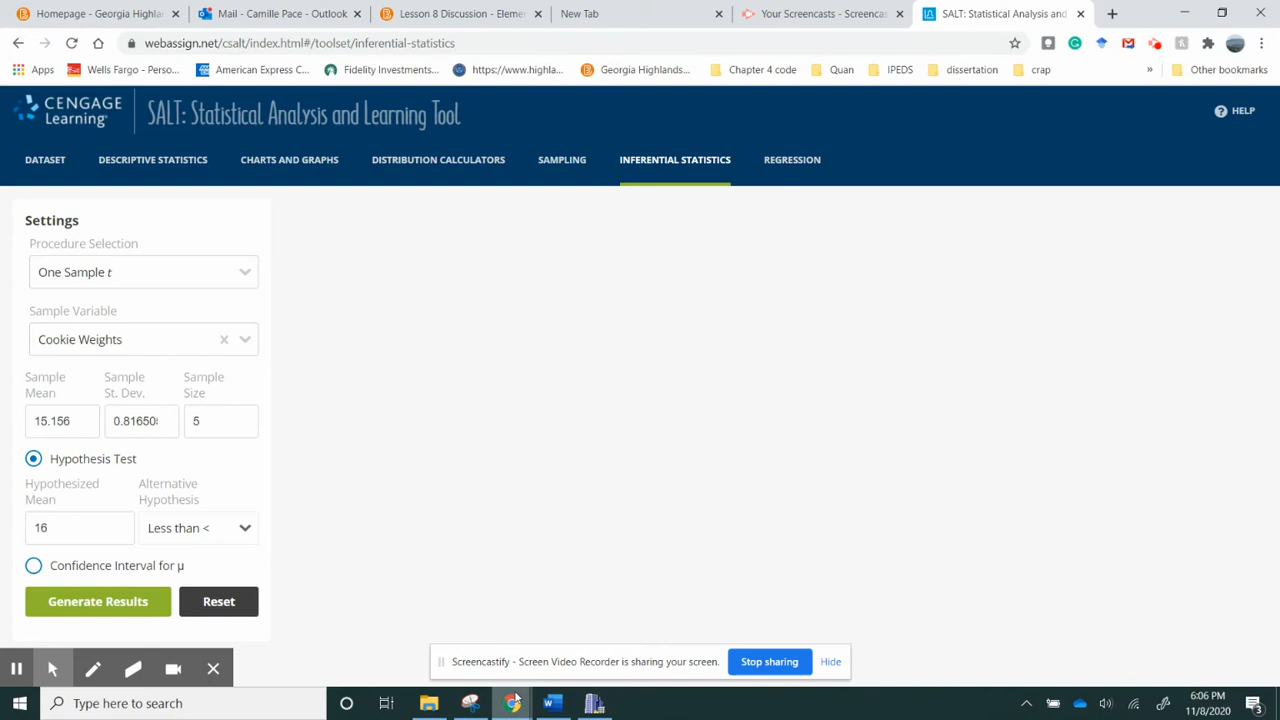 Homepage - Georgia Highlan
Mail - Camille Pace - Outlook
Lesson 8 Discussion - Elemen
New Tab
Your Screencasts - Screencast
SALT: Statistical Analysis and
webassign.net/csalt/index.html#/toolset/inferential-statistics
Apps
Wells Fargo - Perso...
American Express C...
Fidelity Investments...
https://www.highla...
Georgia Highlands...
Chapter 4 code
Quan
IPEDS
dissertation
crap
»
Other bookmarks
CENGAGE
Learning
SALT: Statistical Analysis and Learning Tool
HELP
DATASET
DESCRIPTIVE STATISTICS
CHARTS AND GRAPHS
DISTRIBUTION CALCULATORS
SAMPLING
INFERENTIAL STATISTICS
REGRESSION
Settings
Procedure Selection
One Sample t
Sample Variable
Cookie Weights
Sample Mean
Sample St. Dev.
Sample Size
15.156
0.81650
5
Hypothesis Test
Hypothesized Mean
Alternative Hypothesis
16
Less than <
Confidence Interval for μ
Generate Results
Reset
Screencastify - Screen Video Recorder is sharing your screen.
Stop sharing
Hide
Type here to search
6:06 PM
11/8/2020
3